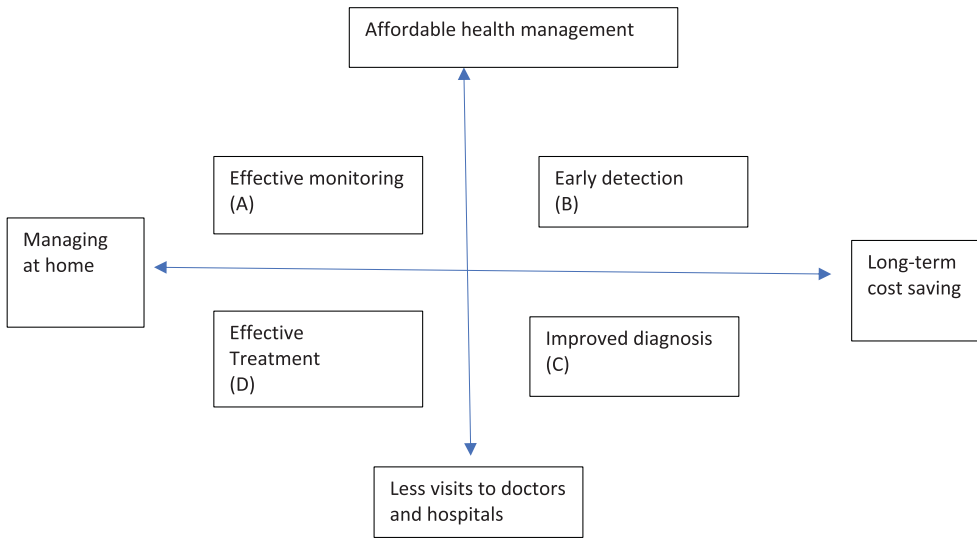 Affordable health management
Effective monitoring
(A)
Early detection
(B)
Managing
at home
Long-term
cost saving
Effective
Treatment
(D)
Improved diagnosis
(C)
Less visits to doctors
and hospitals